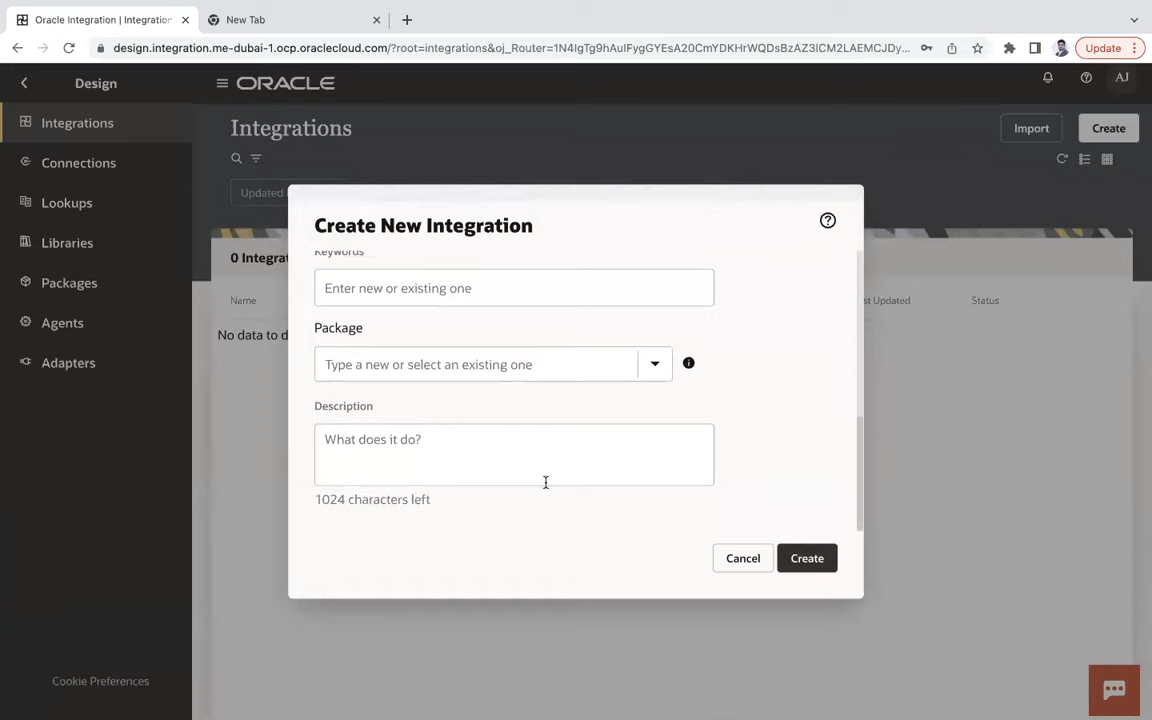 Oracle Integration | Integration
New Tab
design.integration.me-dubai-1.ocp.oraclecloud.com/?root=integrations&oj_Router=1N4IgTg9hAulFygGYEsA20CmYDKHrWQDsBzAZ3lCM2LAEMCJDy...
Update
Design
ORACLE
AJ
Integrations
Integrations
Import
Create
Connections
Updated
Lookups
Create New Integration
Libraries
0 Integrat
Keywords
Packages
Enter new or existing one
Name
st Updated
Status
Agents
Package
No data to d
Adapters
Type a new or select an existing one
Description
What does it do?
1024 characters left
Cancel
Create
Cookie Preferences